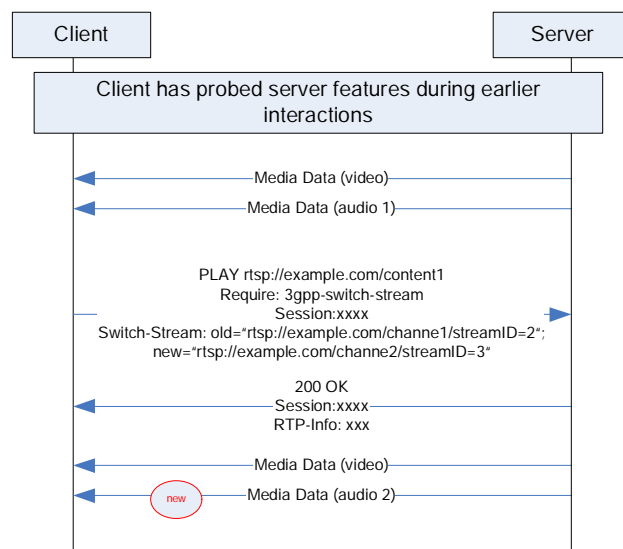 Client
Server
Client has probed server features during earlier
interactions
Media Data (video)
Media Data (audio 1)
PLAY rtsp://example.com/content1
Require: 3gpp-switch-stream
Session:xxxx
Switch-Stream: old=“rtsp://example.com/channe1/streamID=2“;
new=“rtsp://example.com/channe2/streamID=3“
200 OK
Session:xxxx
RTP-Info: xxx
Media Data (video)
new
Media Data (audio 2)